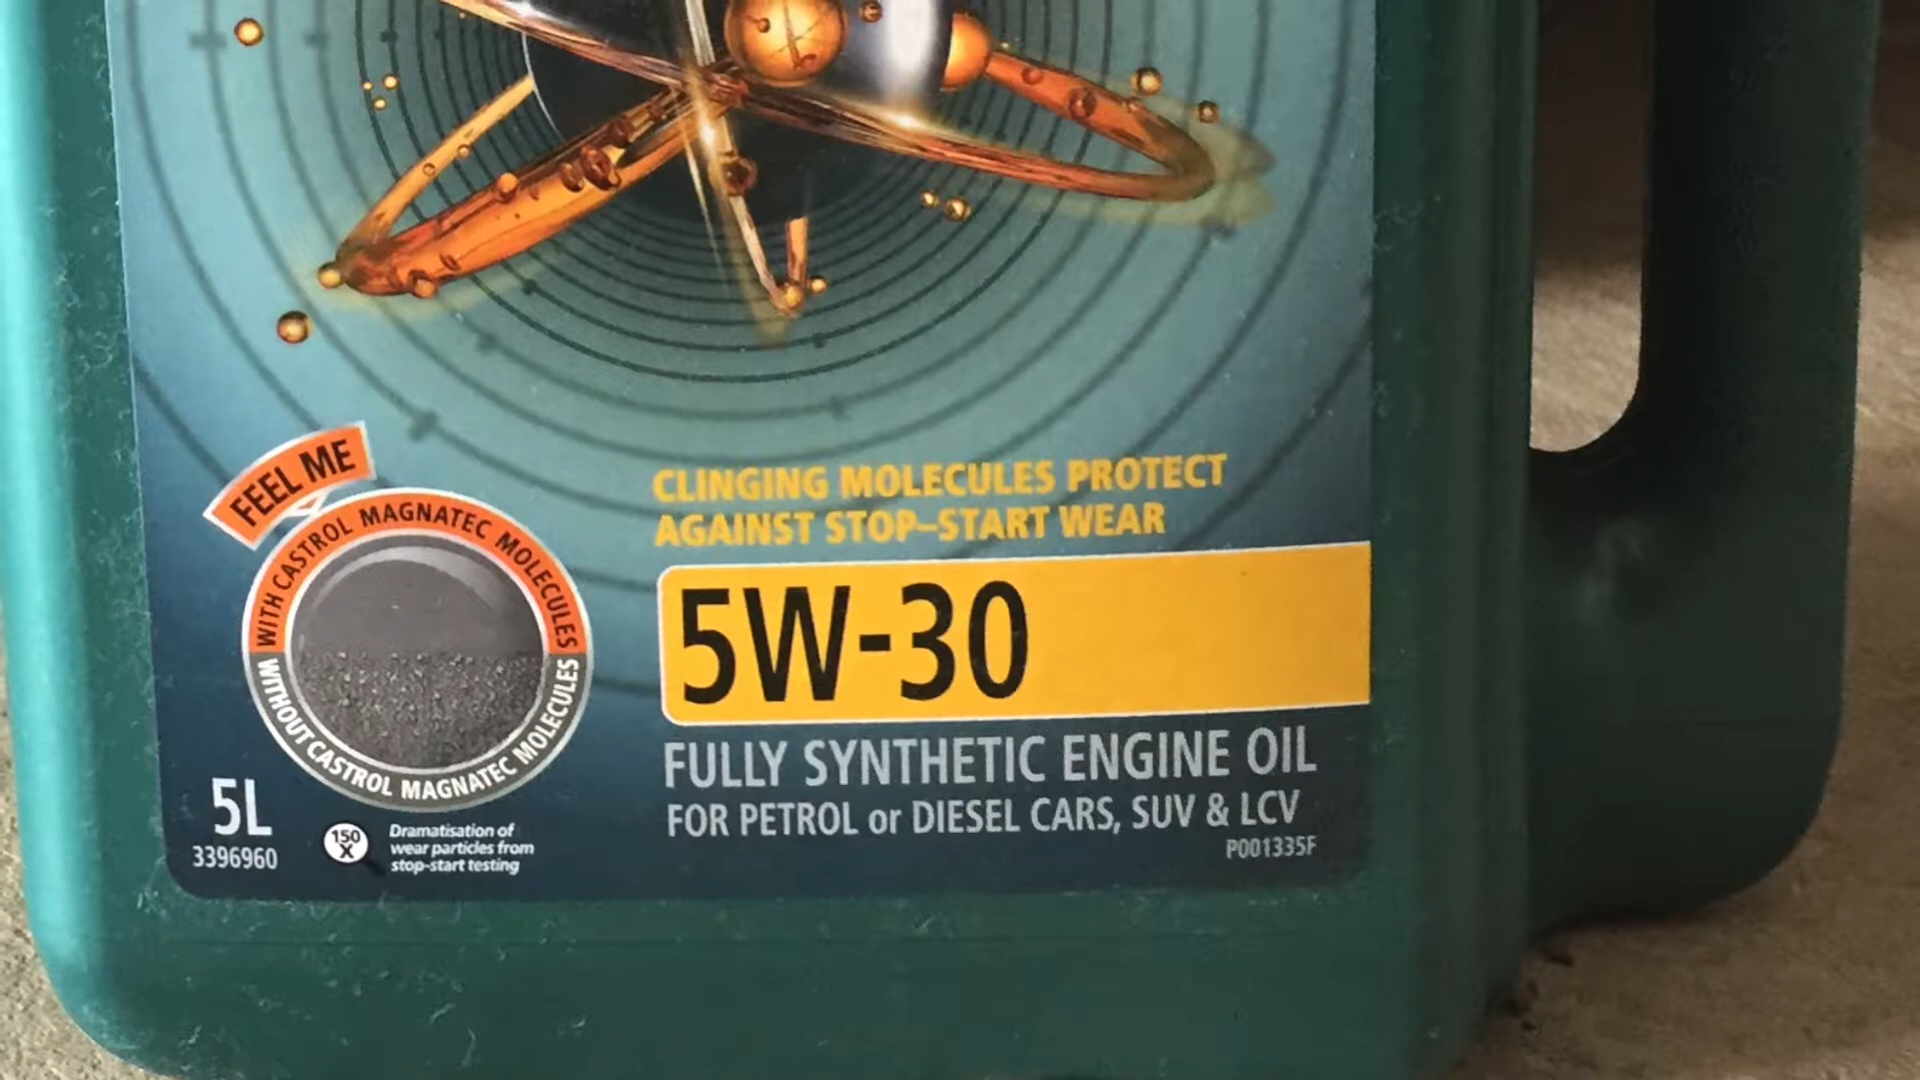 FEEL ME
WITH CASTROL MAGNATEC MOLECULES
WITHOUT CASTROL MAGNATEC MOLECULES
CLINGING MOLECULES PROTECT
AGAINST STOP–START WEAR
5W-30
FULLY SYNTHETIC ENGINE OIL
FOR PETROL or DIESEL CARS, SUV & LCV
P001335F
5L
3396960
150
X
Dramatisation of
wear particles from
stop-start testing